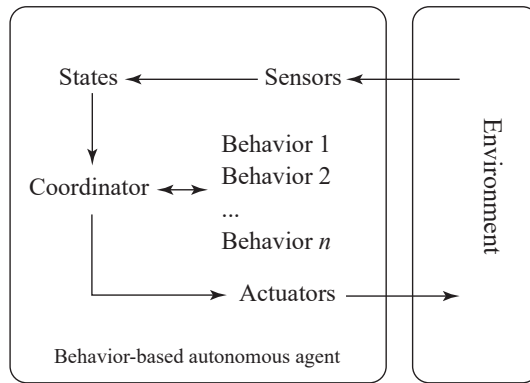 States
Sensors
Behavior 1
Coordinator
Behavior 2
...
Behavior n
Actuators
Behavior-based autonomous agent
Environment